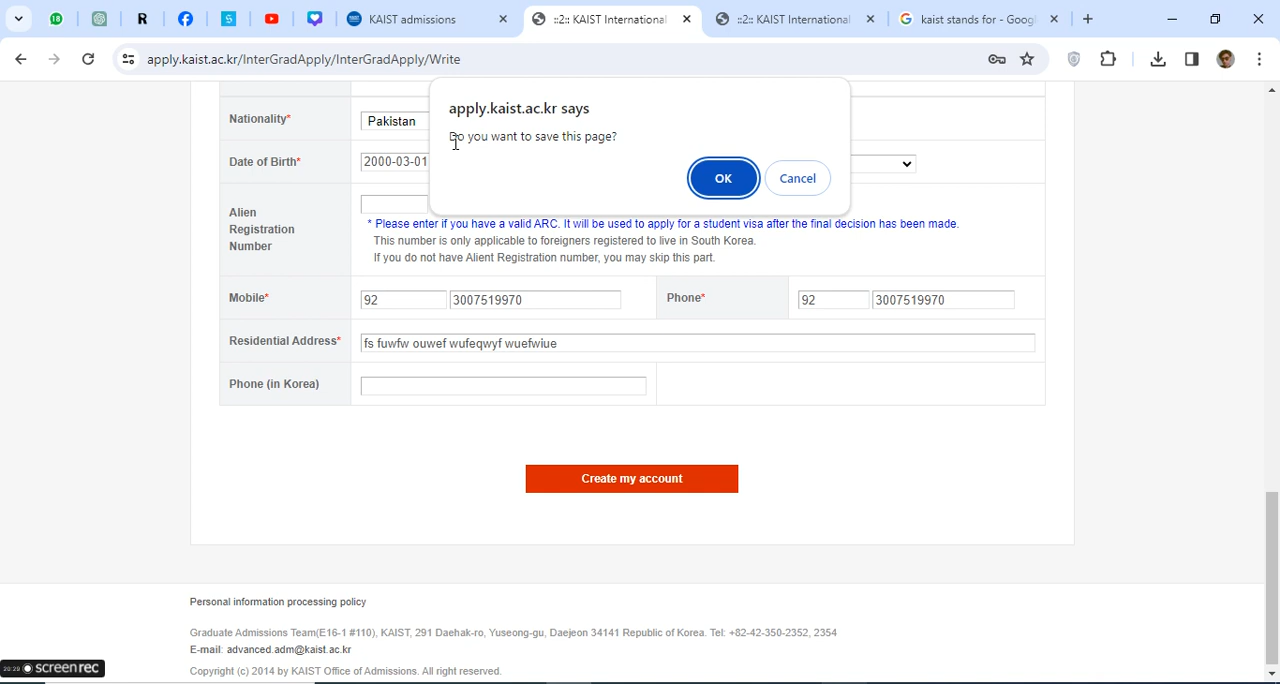 KAIST admissions
::2:: KAIST International
::2:: KAIST International
kaist stands for - Goog
apply.kaist.ac.kr/InterGradApply/InterGradApply/Write
apply.kaist.ac.kr says
Do you want to save this page?
OK
Cancel
Nationality*
Pakistan
Date of Birth*
2000-03-01
Alien
Registration
Number
* Please enter if you have a valid ARC. It will be used to apply for a student visa after the final decision has been made.
This number is only applicable to foreigners registered to live in South Korea.
If you do not have Alient Registration number, you may skip this part.
Mobile*
92
3007519970
Phone*
92
3007519970
Residential Address*
fs fuwfw ouwef wufeqwyf wuefwiue
Phone (in Korea)
Create my account
Personal information processing policy
Graduate Admissions Team(E16-1 #110), KAIST, 291 Daehak-ro, Yuseong-gu, Daejeon 34141 Republic of Korea. Tel: +82-42-350-2352, 2354
E-mail: advanced.adm@kaist.ac.kr
Copyright (c) 2014 by KAIST Office of Admissions. All right reserved.
screenrec